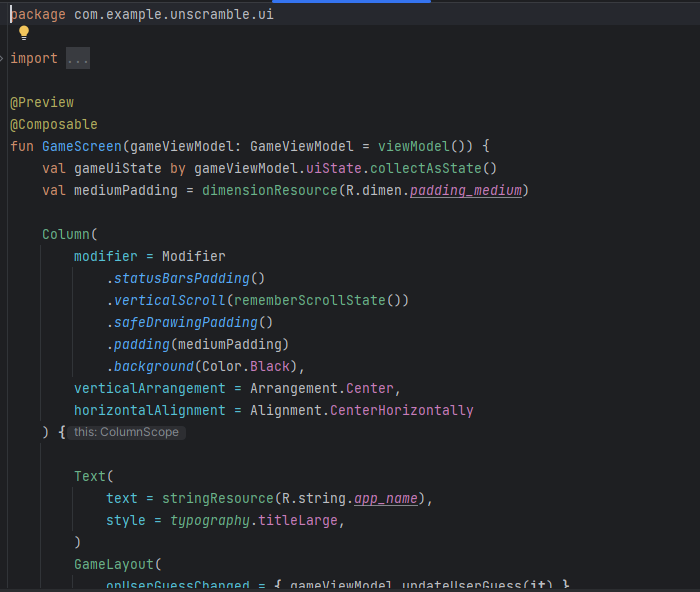 package com.example.unscramble.ui
import ...
@Preview
@Composable
fun GameScreen(gameViewModel: GameViewModel = viewModel()) {
    val gameUiState by gameViewModel.uiState.collectAsState()
    val mediumPadding = dimensionResource(R.dimen.padding_medium)
    Column(
        modifier = Modifier
            .statusBarsPadding()
            .verticalScroll(rememberScrollState())
            .safeDrawingPadding()
            .padding(mediumPadding)
            .background(Color.Black),
        verticalArrangement = Arrangement.Center,
        horizontalAlignment = Alignment.CenterHorizontally
    ) { this: ColumnScope
        Text(
            text = stringResource(R.string.app_name),
            style = typography.titleLarge,
        )
        GameLayout(
            onUserGuessChanged = { gameViewModel.updateUserGuess(it) }